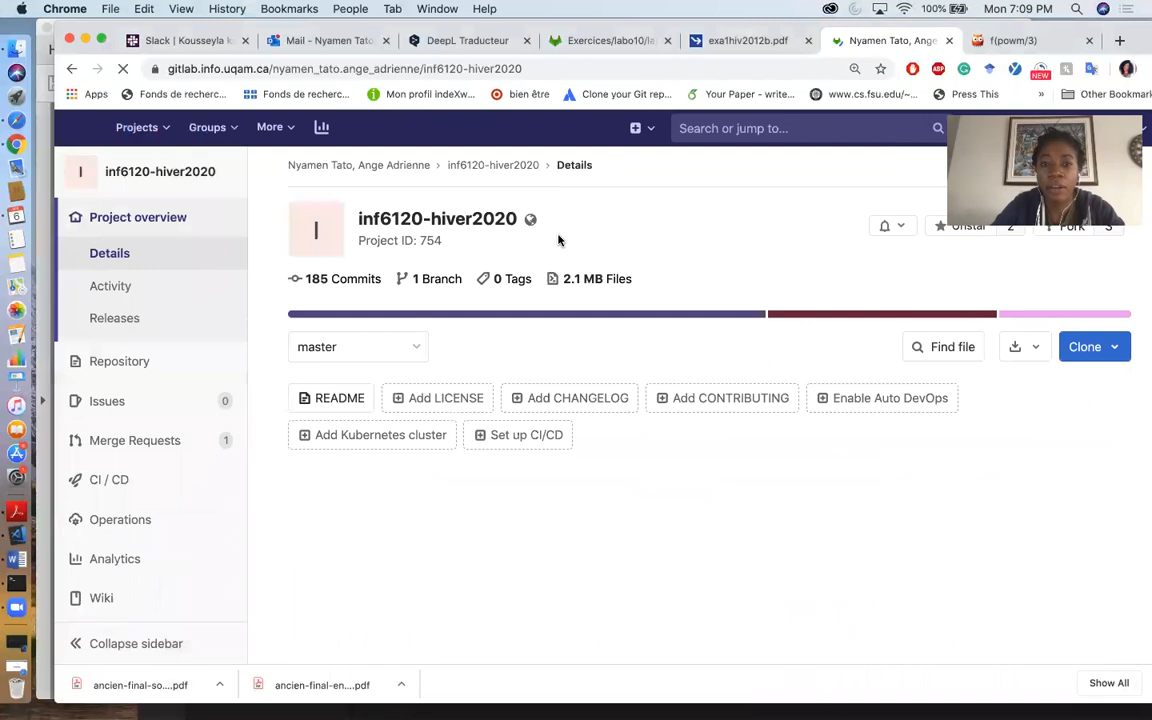 Chrome File Edit View History Bookmarks People Tab Window Help 100% Mon 7:09 PM
Slack | Kousseyla k Mail - Nyamen Tato DeepL Traducteur Exercices/labo10/la exa1hiv2012b.pdf Nyamen Tato, Ange f(powm/3)
gitlab.info.uqam.ca/nyamen_tato.ange_adrienne/inf6120-hiver2020
Apps Fonds de recherc... Fonds de recherc... Mon profil indeXw... bien être Clone your Git rep... Your Paper - write... www.cs.fsu.edu/~... Press This » Other Bookmar
Projects Groups More Search or jump to...
I inf6120-hiver2020
Nyamen Tato, Ange Adrienne › inf6120-hiver2020 › Details
Project overview
Details
Activity
Releases
Repository
Issues 0
Merge Requests 1
CI / CD
Operations
Analytics
Wiki
Collapse sidebar
I
inf6120-hiver2020
Project ID: 754
Unstar 2 Fork 3
185 Commits 1 Branch 0 Tags 2.1 MB Files
master
Find file Clone
README Add LICENSE Add CHANGELOG Add CONTRIBUTING Enable Auto DevOps
Add Kubernetes cluster Set up CI/CD
ancien-final-so....pdf ancien-final-en....pdf Show All